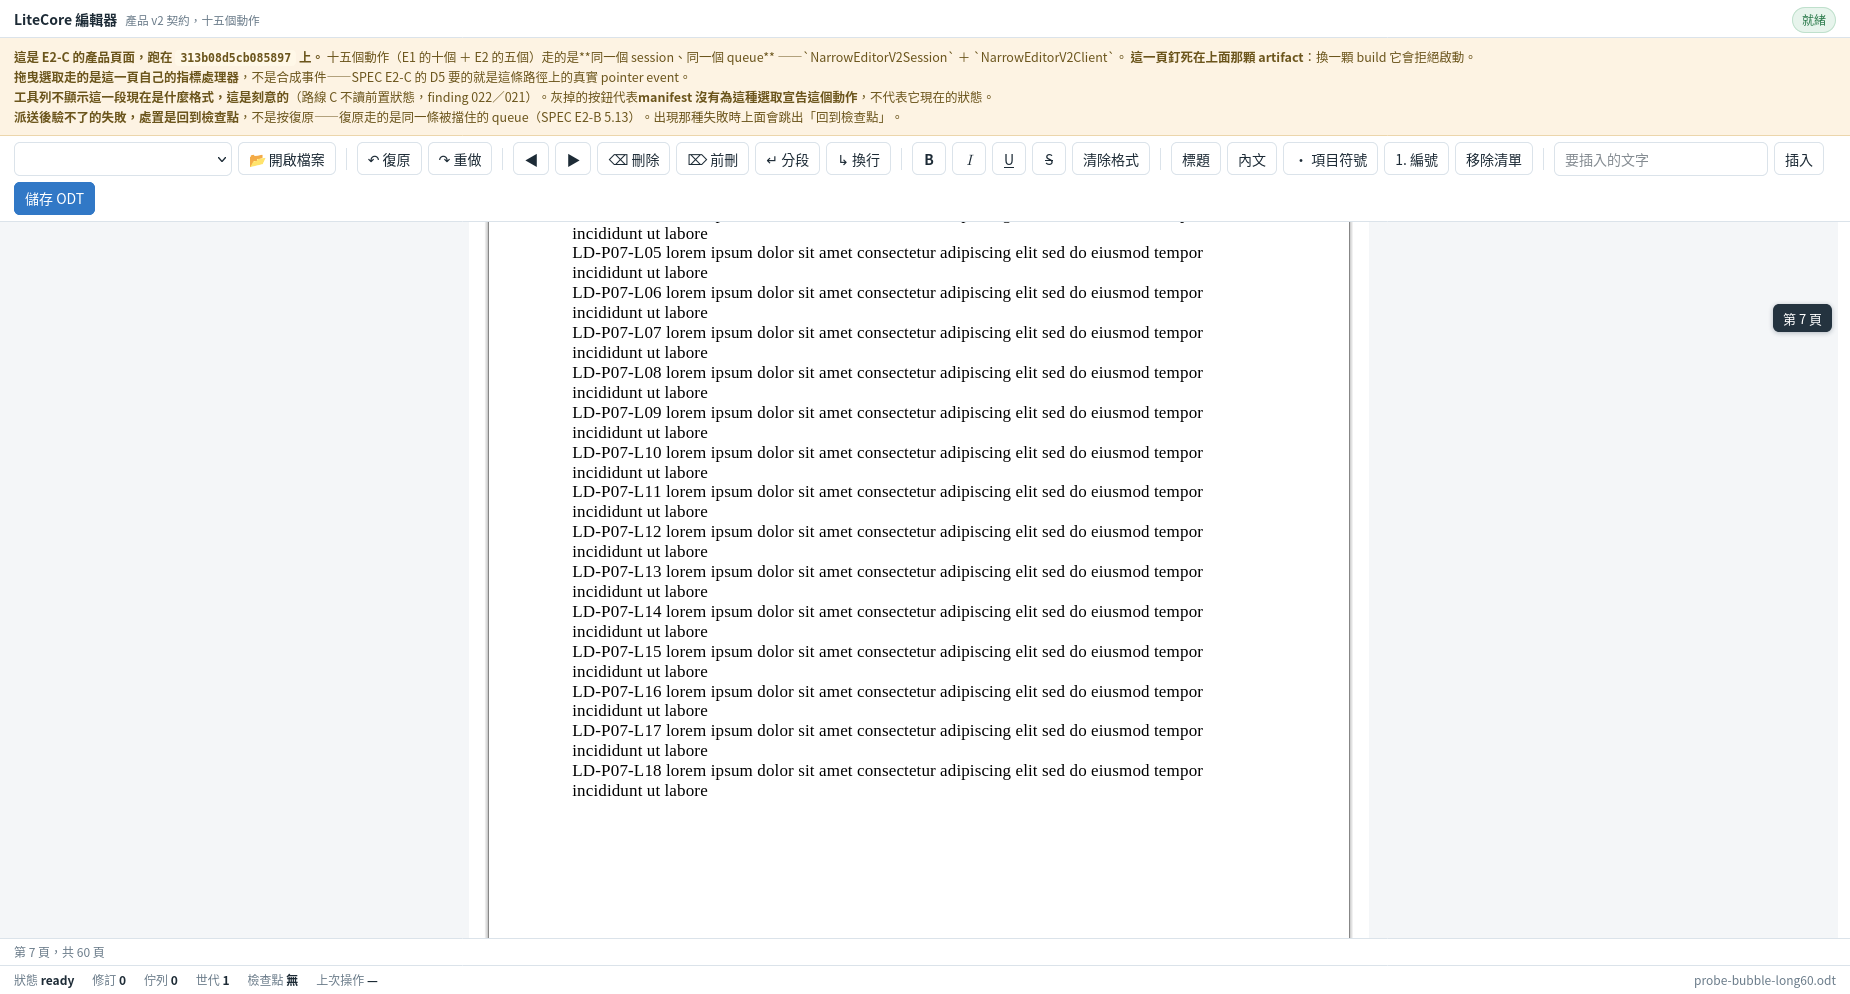 LiteCore 編輯器 產品 v2 契約，十五個動作 就緒
這是 E2-C 的產品頁面，跑在 313b08d5cb085897 上。十五個動作（E1 的十個 ＋ E2 的五個）走的是**同一個 session、同一個 queue** ——`NarrowEditorV2Session` ＋ `NarrowEditorV2Client`。這一頁釘死在上面那顆 artifact：換一顆 build 它會拒絕啟動。
拖曳選取走的是這一頁自己的指標處理器，不是合成事件——SPEC E2-C 的 D5 要的就是這條路徑上的真實 pointer event。
工具列不顯示這一段現在是什麼格式，這是刻意的（路線 C 不讀前置狀態，finding 022／021）。灰掉的按鈕代表manifest 沒有為這種選取宣告這個動作，不代表它現在的狀態。
派送後驗不了的失敗，處置是回到檢查點，不是按復原——復原走的是同一條被擋住的 queue（SPEC E2-B 5.13）。出現那種失敗時上面會跳出「回到檢查點」。
📂 開啟檔案 ↶ 復原 ↷ 重做 ◀ ▶ ⌫ 刪除 ⌦ 前刪 ↵ 分段 ↳ 換行 B I U S 清除格式 標題 內文 • 項目符號 1. 編號 移除清單 要插入的文字 插入
儲存 ODT
incididunt ut labore
LD-P07-L05 lorem ipsum dolor sit amet consectetur adipiscing elit sed do eiusmod tempor
incididunt ut labore
LD-P07-L06 lorem ipsum dolor sit amet consectetur adipiscing elit sed do eiusmod tempor
incididunt ut labore
第 7 頁
LD-P07-L07 lorem ipsum dolor sit amet consectetur adipiscing elit sed do eiusmod tempor
incididunt ut labore
LD-P07-L08 lorem ipsum dolor sit amet consectetur adipiscing elit sed do eiusmod tempor
incididunt ut labore
LD-P07-L09 lorem ipsum dolor sit amet consectetur adipiscing elit sed do eiusmod tempor
incididunt ut labore
LD-P07-L10 lorem ipsum dolor sit amet consectetur adipiscing elit sed do eiusmod tempor
incididunt ut labore
LD-P07-L11 lorem ipsum dolor sit amet consectetur adipiscing elit sed do eiusmod tempor
incididunt ut labore
LD-P07-L12 lorem ipsum dolor sit amet consectetur adipiscing elit sed do eiusmod tempor
incididunt ut labore
LD-P07-L13 lorem ipsum dolor sit amet consectetur adipiscing elit sed do eiusmod tempor
incididunt ut labore
LD-P07-L14 lorem ipsum dolor sit amet consectetur adipiscing elit sed do eiusmod tempor
incididunt ut labore
LD-P07-L15 lorem ipsum dolor sit amet consectetur adipiscing elit sed do eiusmod tempor
incididunt ut labore
LD-P07-L16 lorem ipsum dolor sit amet consectetur adipiscing elit sed do eiusmod tempor
incididunt ut labore
LD-P07-L17 lorem ipsum dolor sit amet consectetur adipiscing elit sed do eiusmod tempor
incididunt ut labore
LD-P07-L18 lorem ipsum dolor sit amet consectetur adipiscing elit sed do eiusmod tempor
incididunt ut labore
第 7 頁，共 60 頁
狀態 ready 修訂 0 佇列 0 世代 1 檢查點 無 上次操作 — probe-bubble-long60.odt